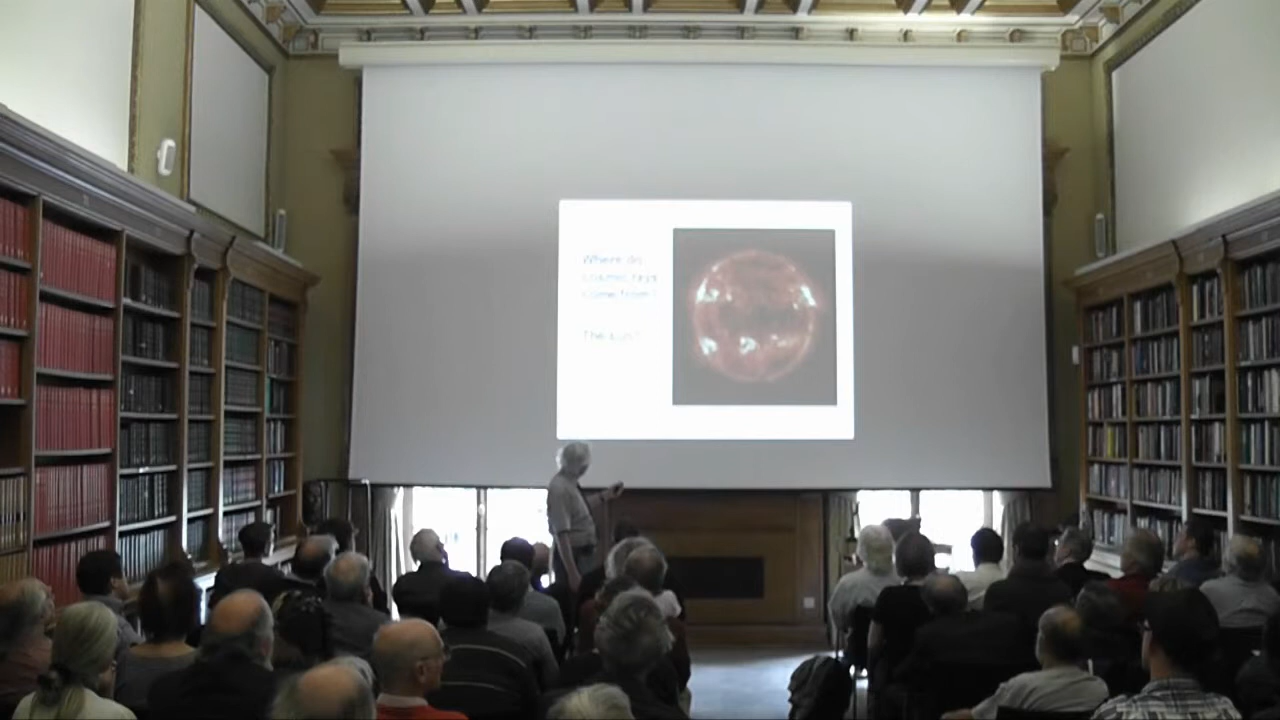 Where do
cosmic rays
come from?
The Sun?